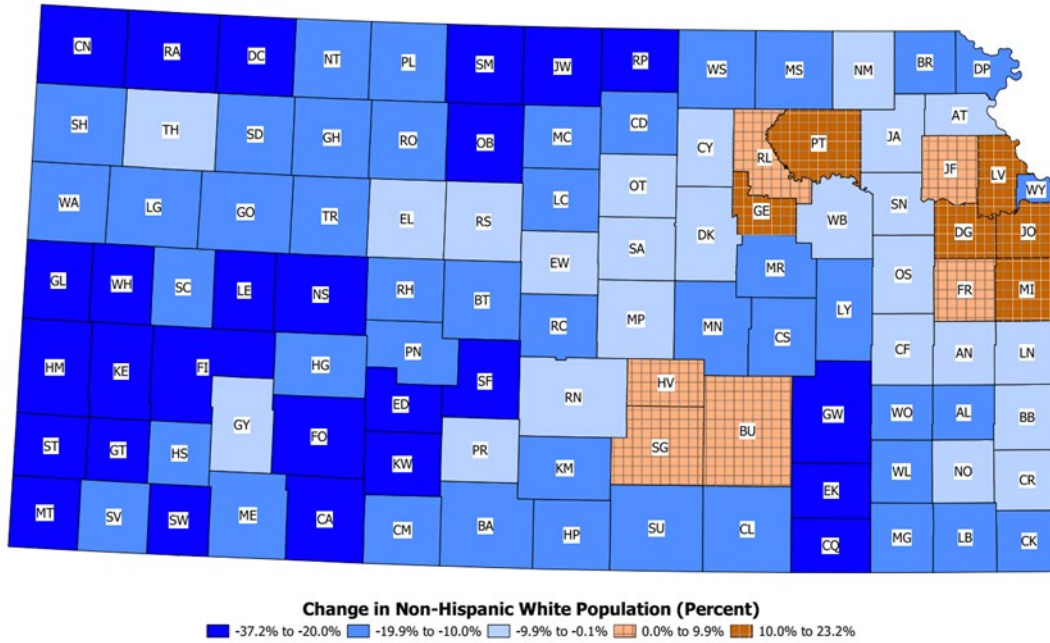 CN RA DC NT PL SM JW RP WS MS NM BR DP
SH TH SD GH RO OB MC CD CY RL PT JA AT JF LV WY
WA LG GO TR EL RS LC OT GE DK WB SN DG JO
GL WH SC LE NS RH BT EW SA MR OS FR MI
HM KE FI HG PN SF RC MP MN CS LY CF AN LN
ST GT HS GY FO ED RN HV SG BU GW WO AL BB
MT SV SW ME CA KW PR KM EK WL NO CR
CM BA HP SU CL CQ MG LB CK
Change in Non-Hispanic White Population (Percent)
-37.2% to -20.0% -19.9% to -10.0% -9.9% to -0.1% 0.0% to 9.9% 10.0% to 23.2%